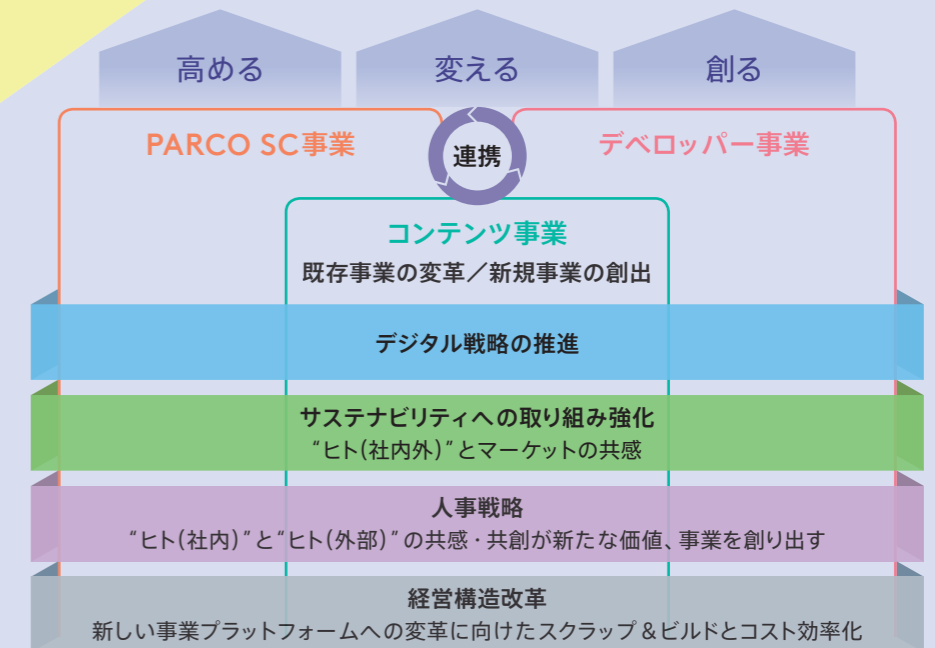 高める
変える
創る
PARCO SC事業
連携
デベロッパー事業
コンテンツ事業
既存事業の変革／新規事業の創出
デジタル戦略の推進
サステナビリティへの取り組み強化
“ヒト(社内外)”とマーケットの共感
人事戦略
“ヒト(社内)”と“ヒト(外部)”の共感・共創が新たな価値、事業を創り出す
経営構造改革
新しい事業プラットフォームへの変革に向けたスクラップ＆ビルドとコスト効率化